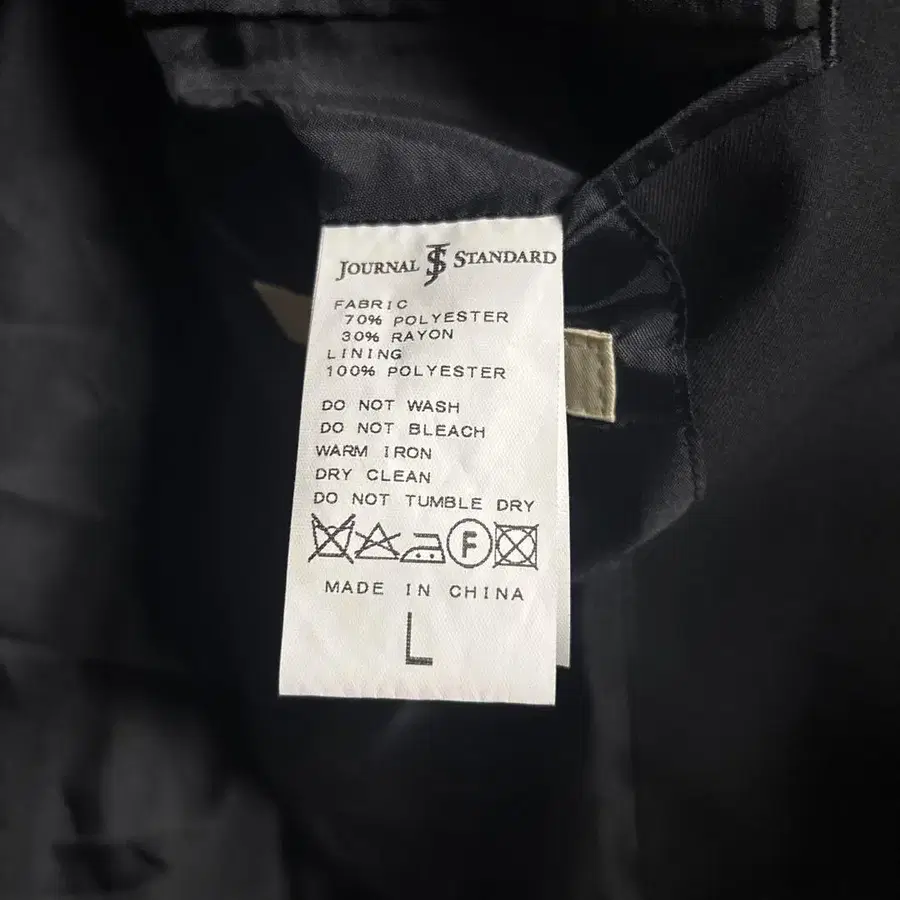 JOURNAL JS STANDARD
FABRIC
70% POLYESTER
30% RAYON
LINING
100% POLYESTER
DO NOT WASH
DO NOT BLEACH
WARM IRON
DRY CLEAN
DO NOT TUMBLE DRY
F
MADE IN CHINA
L